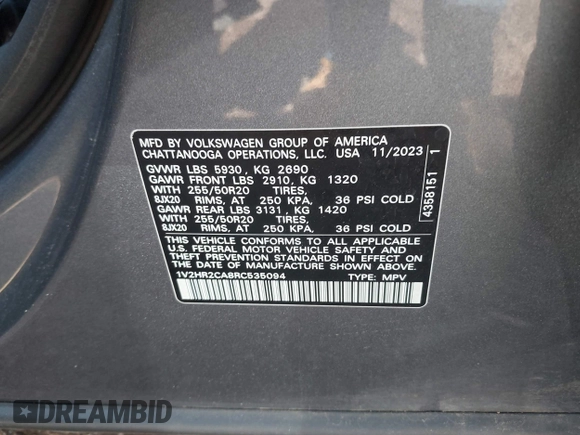 MFD BY VOLKSWAGEN GROUP OF AMERICA
CHATTANOOGA OPERATIONS, LLC. USA 11/2023
GVWR LBS 5930, KG 2690
GAWR FRONT LBS 2910, KG 1320
WITH 255/50R20 TIRES,
8JX20 RIMS, AT 250 KPA, 36 PSI COLD
GAWR REAR LBS 3131, KG 1420
WITH 255/50R20 TIRES,
8JX20 RIMS, AT 250 KPA, 36 PSI COLD
THIS VEHICLE CONFORMS TO ALL APPLICABLE
U.S. FEDERAL MOTOR VEHICLE SAFETY AND
THEFT PREVENTION STANDARDS IN EFFECT ON
THE DATE OF MANUFACTURE SHOWN ABOVE.
1V2HR2CA8RC535094 TYPE: MPV
4358151 1
DREAMBID